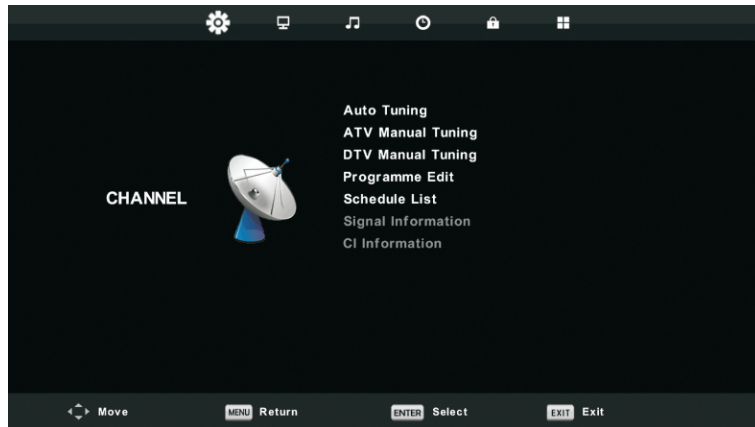 CHANNEL
Auto Tuning
ATV Manual Tuning
DTV Manual Tuning
Programme Edit
Schedule List
Signal Information
CI Information
Move MENU Return ENTER Select EXIT Exit